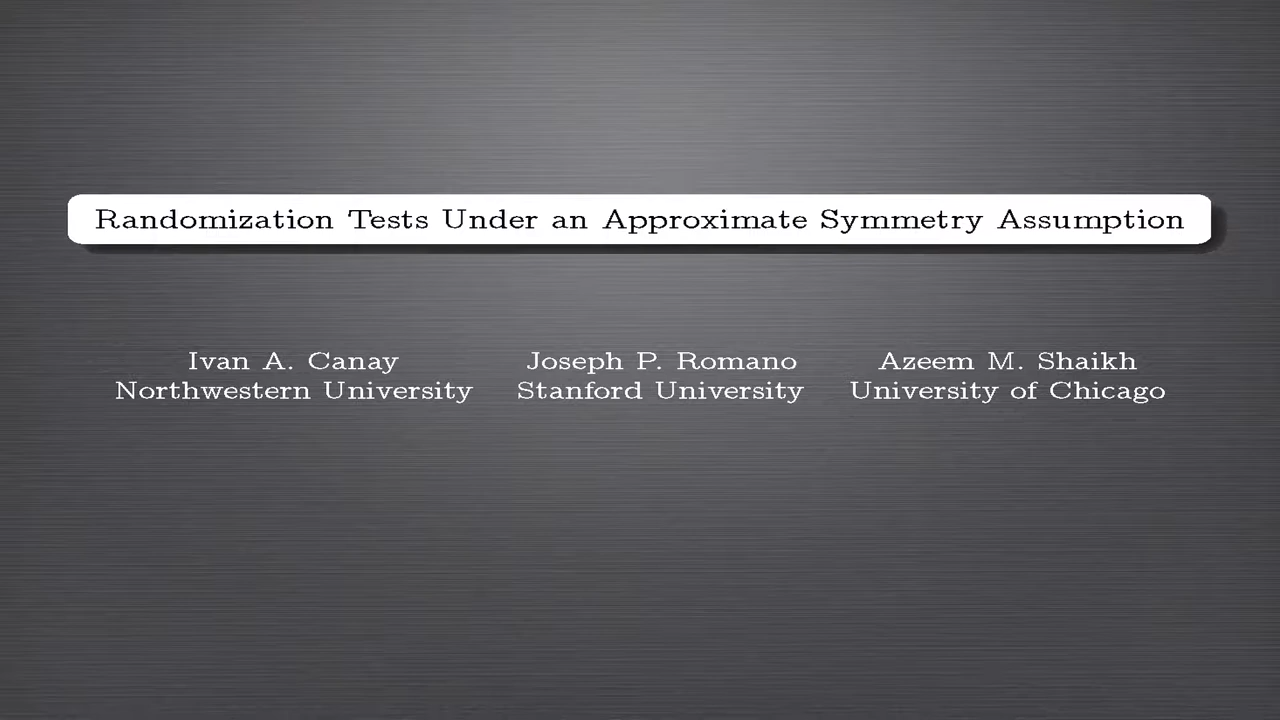 Randomization Tests Under an Approximate Symmetry Assumption
Ivan A. Canay
Northwestern University
Joseph P. Romano
Stanford University
Azeem M. Shaikh
University of Chicago